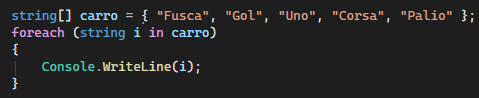 string[] carro = { "Fusca", "Gol", "Uno", "Corsa", "Palio" };
foreach (string i in carro)
{
    Console.WriteLine(i);
}